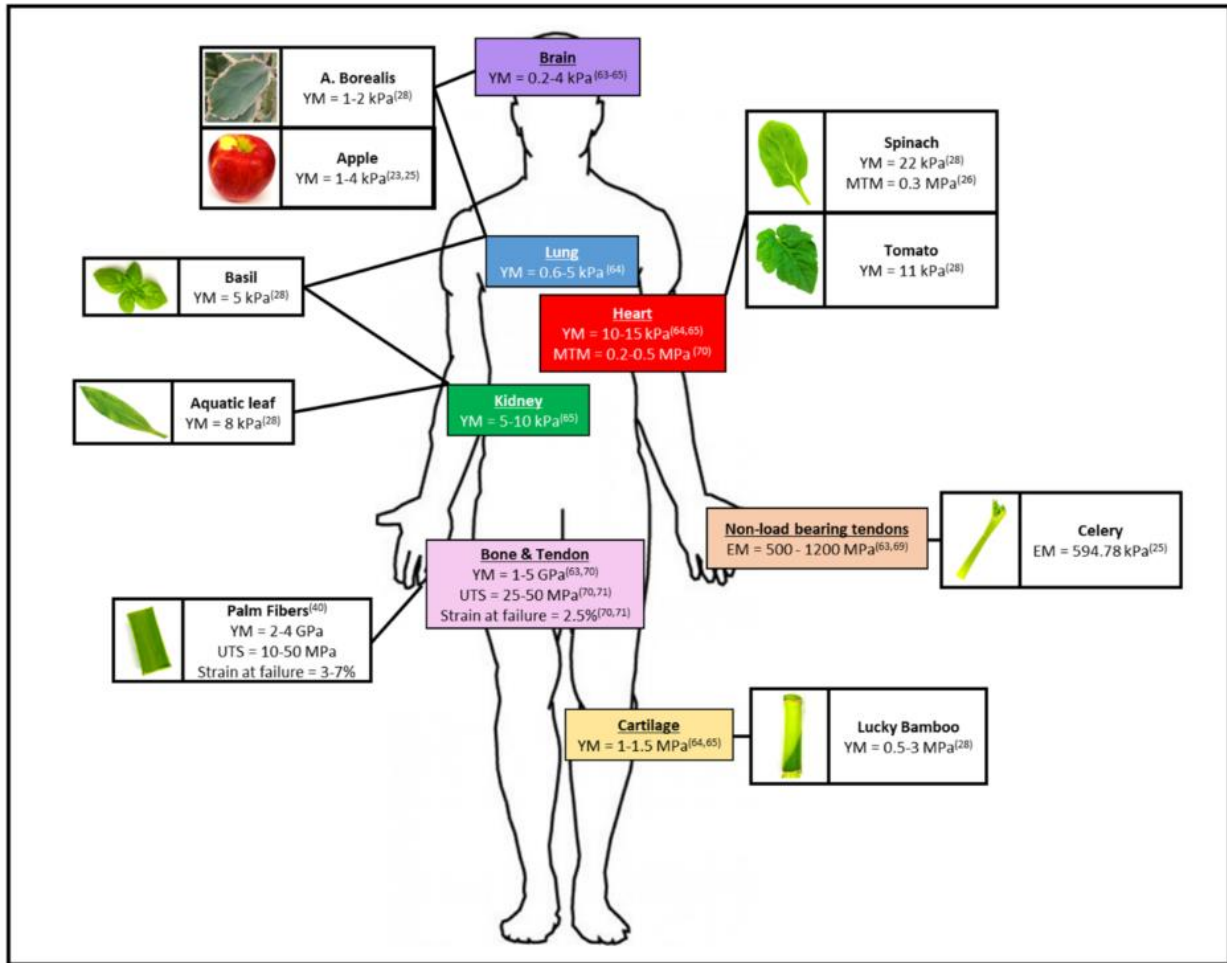 Brain
YM = 0.2-4 kPa(63-65)
A. Borealis
YM = 1-2 kPa(28)
Apple
YM = 1-4 kPa(23,25)
Spinach
YM = 22 kPa(28)
MTM = 0.3 MPa(26)
Tomato
YM = 11 kPa(28)
Lung
YM = 0.6-5 kPa (64)
Basil
YM = 5 kPa(28)
Heart
YM = 10-15 kPa(64,65)
MTM = 0.2-0.5 MPa (70)
Aquatic leaf
YM = 8 kPa(28)
Kidney
YM = 5-10 kPa(65)
Non-load bearing tendons
EM = 500 - 1200 MPa(63,69)
Celery
EM = 594.78 kPa(25)
Bone & Tendon
YM = 1-5 GPa(63,70)
UTS = 25-50 MPa(70,71)
Strain at failure = 2.5%(70,71)
Palm Fibers(40)
YM = 2-4 GPa
UTS = 10-50 MPa
Strain at failure = 3-7%
Cartilage
YM = 1-1.5 MPa(64,65)
Lucky Bamboo
YM = 0.5-3 MPa(28)